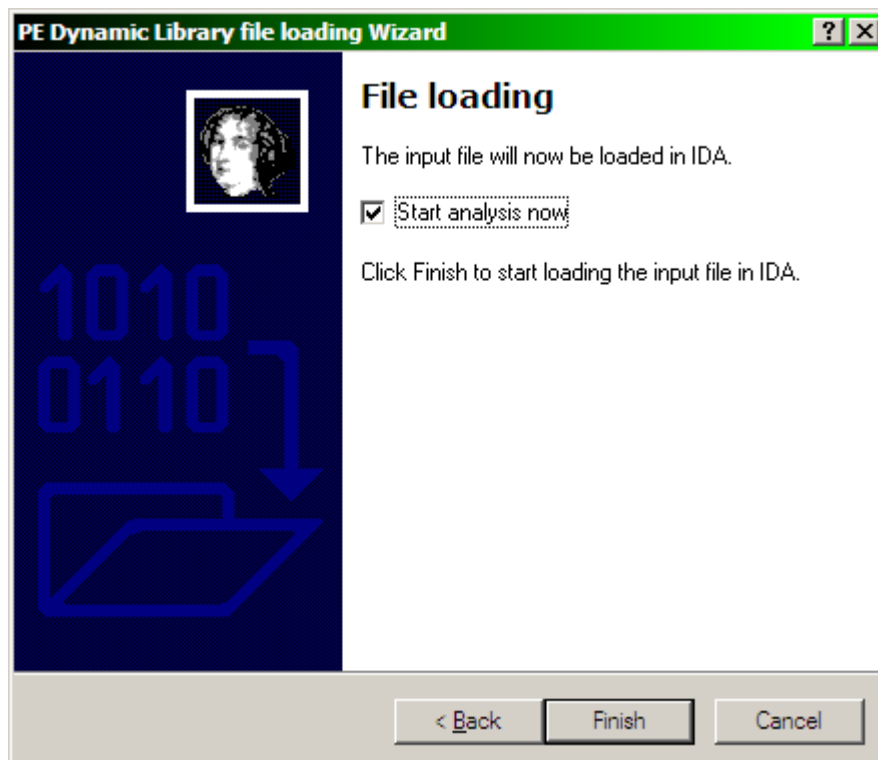 PE Dynamic Library file loading Wizard
File loading
The input file will now be loaded in IDA.
Start analysis now
Click Finish to start loading the input file in IDA.
1010
0110
< Back Finish Cancel